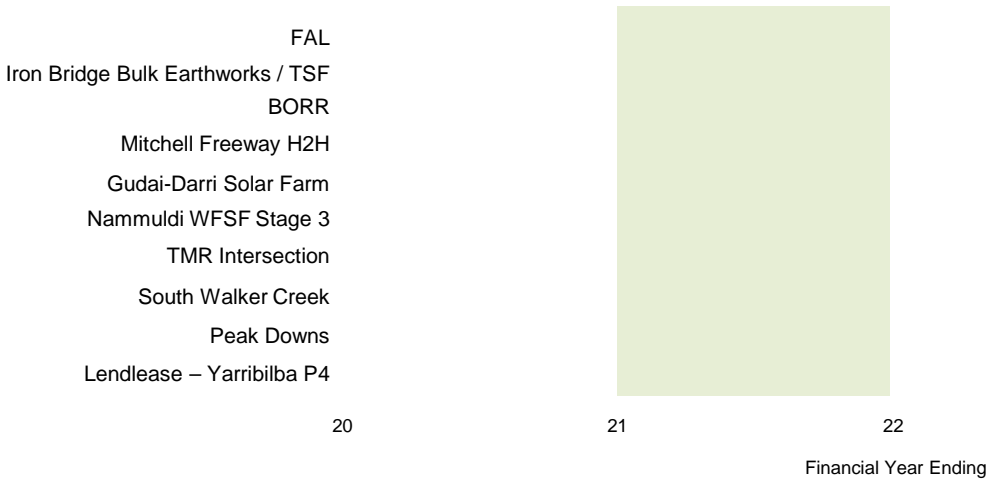 FAL
Iron Bridge Bulk Earthworks / TSF
BORR
Mitchell Freeway H2H
Gudai-Darri Solar Farm
Nammuldi WFSF Stage 3
TMR Intersection
South Walker Creek
Peak Downs
Lendlease – Yarribilba P4
20 21 22
Financial Year Ending